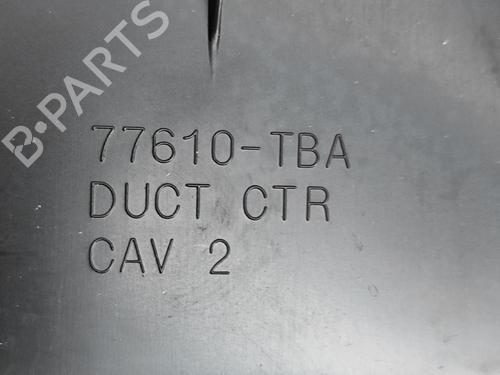 B-PARTS
77610-TBA
DUCT CTR
CAV 2